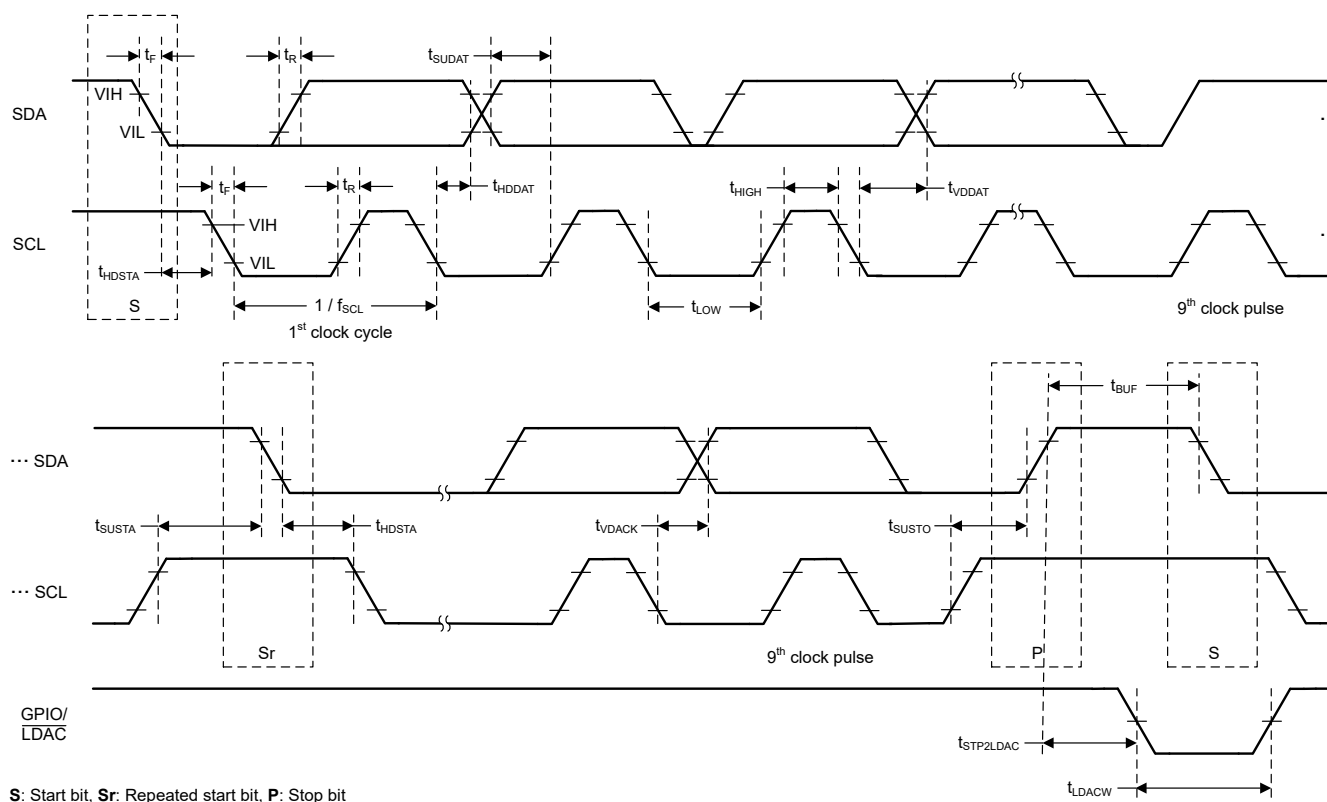 tF
tR
tSUDAT
VIH
VIL
SDA
tF
tR
tHDDAT
tHIGH
tVDDAT
VIH
SCL
VIL
tHDSTA
S
1 / fSCL
tLOW
1st clock cycle
9th clock pulse
tBUF
... SDA
tSUSTA
tHDSTA
tVDACK
tSUSTO
... SCL
Sr
9th clock pulse
P
S
GPIO/
LDAC
tSTP2LDAC
tLDACW
S: Start bit, Sr: Repeated start bit, P: Stop bit